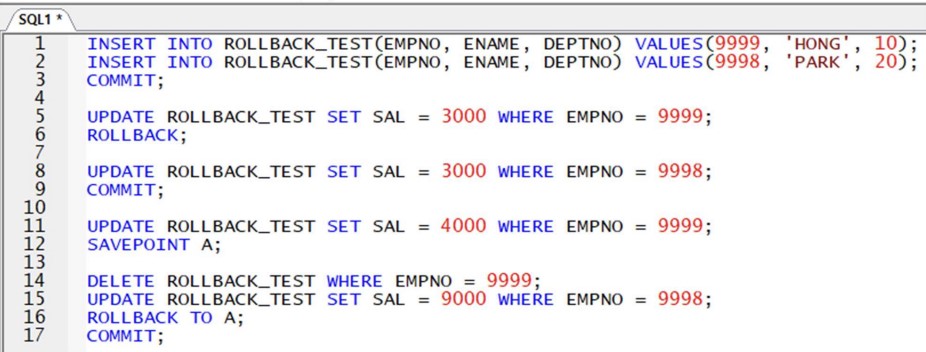 SQL1 *
1 INSERT INTO ROLLBACK_TEST(EMPNO, ENAME, DEPTNO) VALUES(9999, 'HONG', 10);
2 INSERT INTO ROLLBACK_TEST(EMPNO, ENAME, DEPTNO) VALUES(9998, 'PARK', 20);
3 COMMIT;
4
5 UPDATE ROLLBACK_TEST SET SAL = 3000 WHERE EMPNO = 9999;
6 ROLLBACK;
7
8 UPDATE ROLLBACK_TEST SET SAL = 3000 WHERE EMPNO = 9998;
9 COMMIT;
10
11 UPDATE ROLLBACK_TEST SET SAL = 4000 WHERE EMPNO = 9999;
12 SAVEPOINT A;
13
14 DELETE ROLLBACK_TEST WHERE EMPNO = 9999;
15 UPDATE ROLLBACK_TEST SET SAL = 9000 WHERE EMPNO = 9998;
16 ROLLBACK TO A;
17 COMMIT;